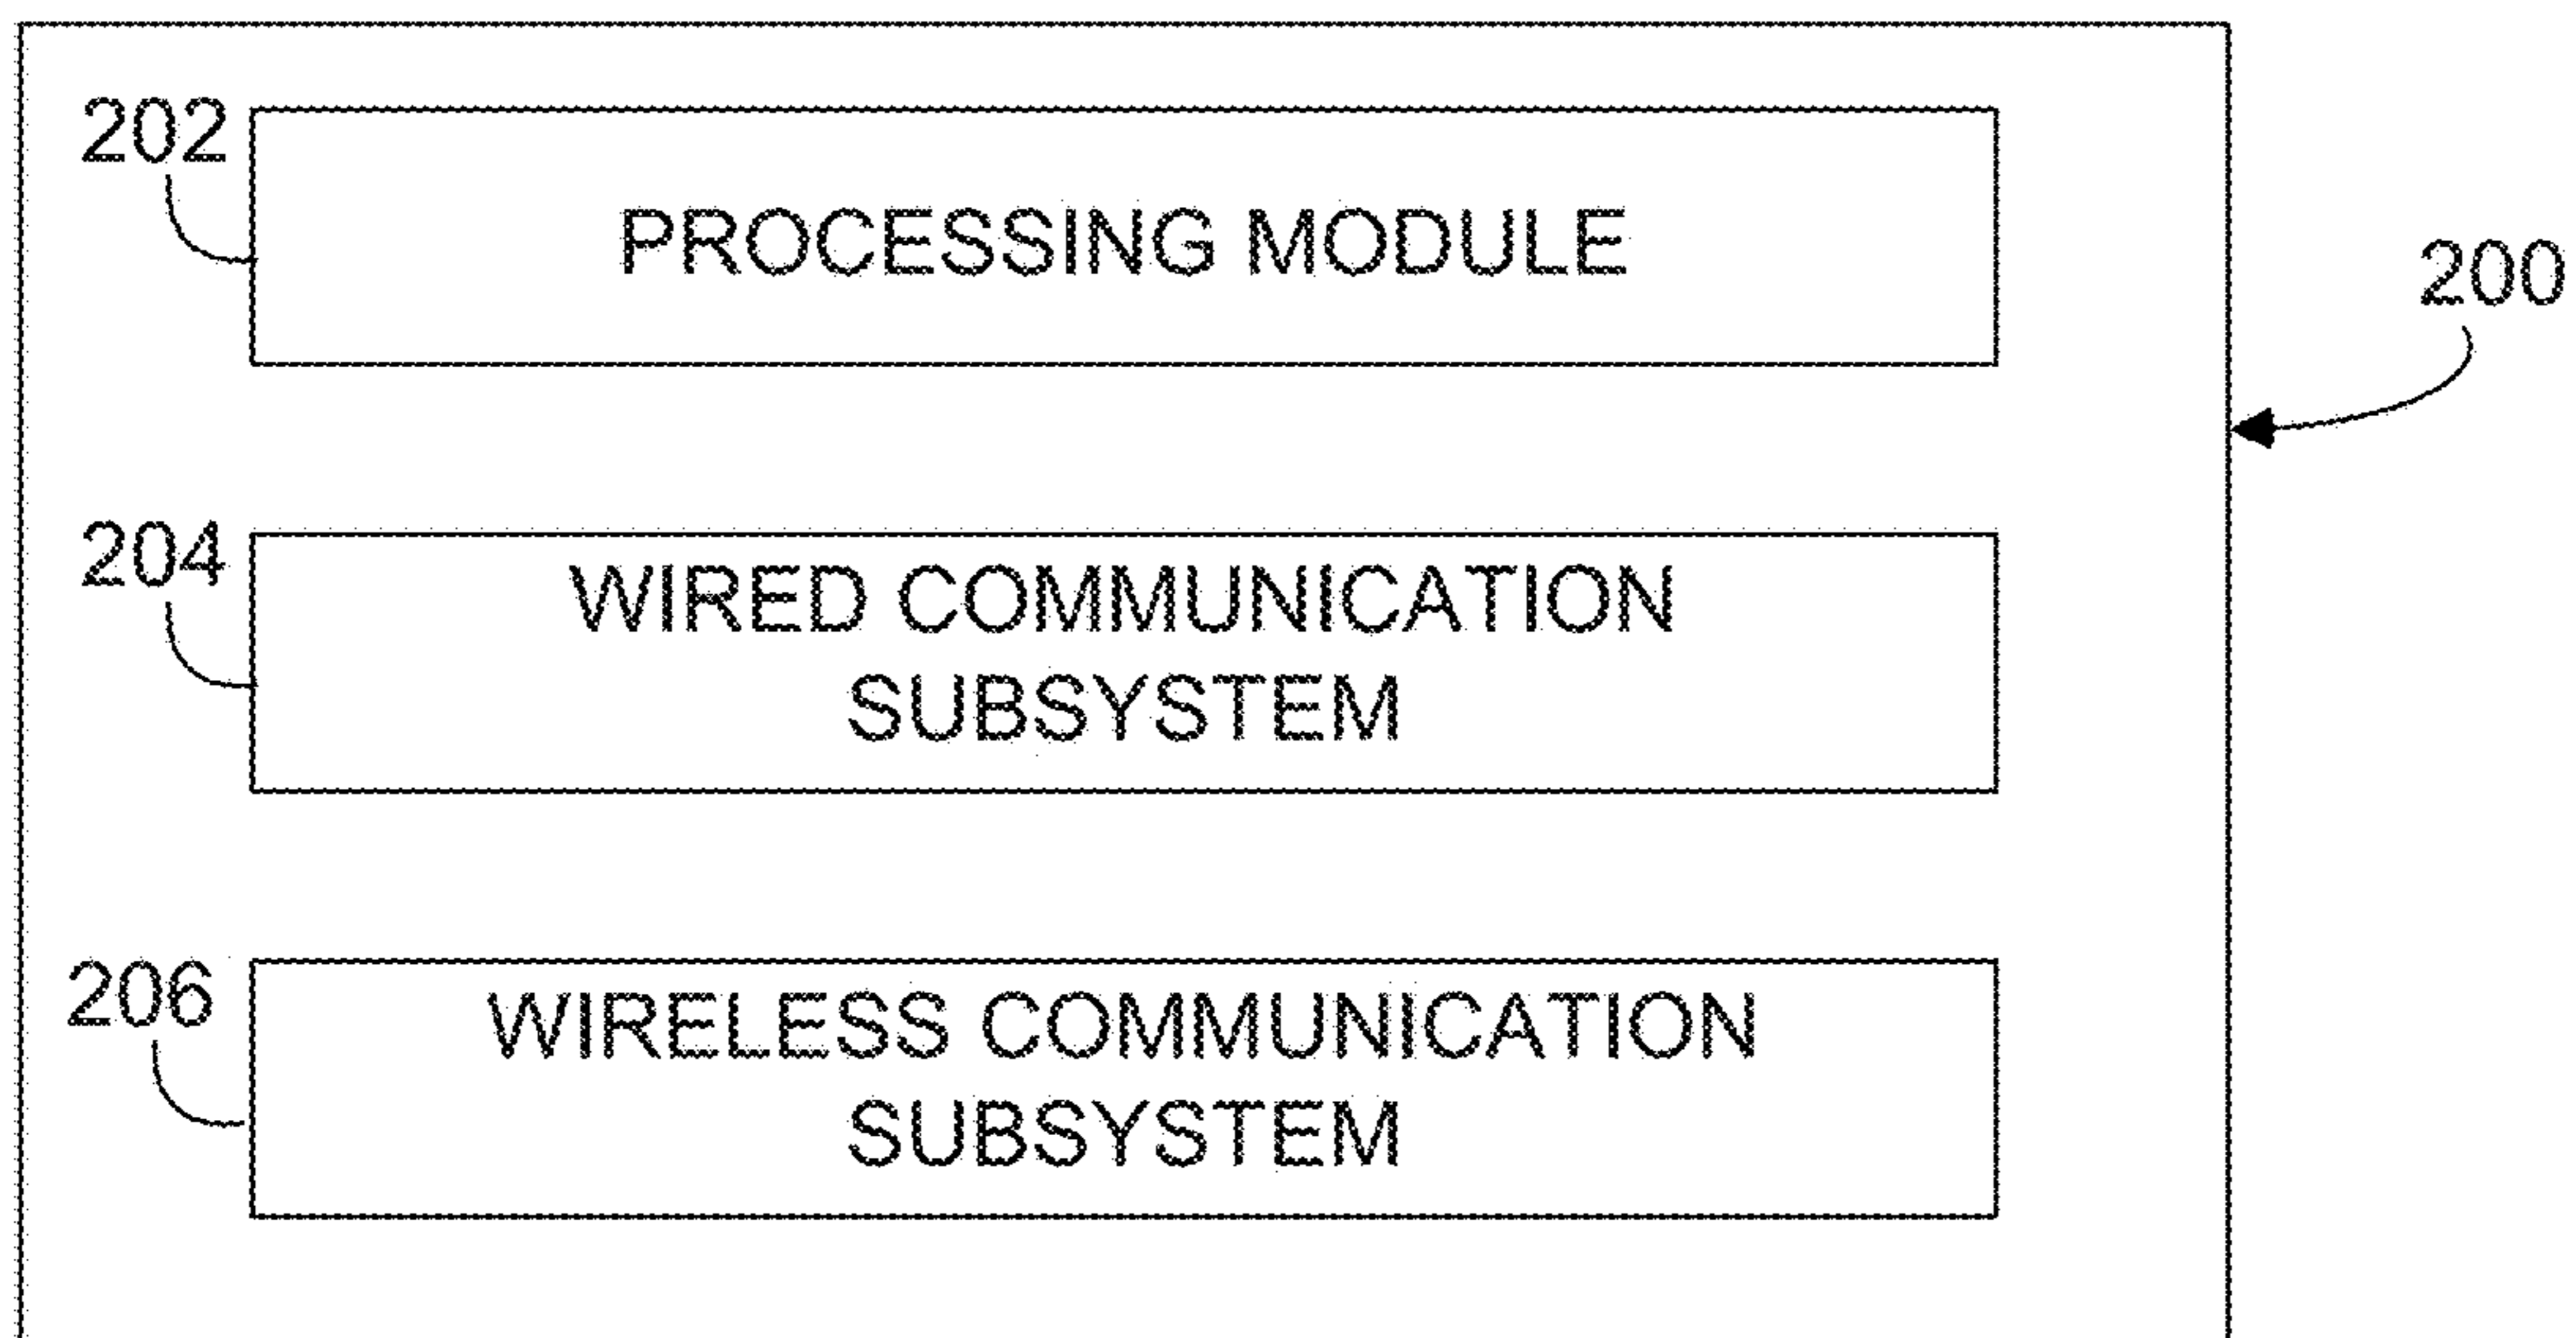 202
PROCESSING MODULE
200
204
WIRED COMMUNICATION
SUBSYSTEM
206
WIRELESS COMMUNICATION
SUBSYSTEM